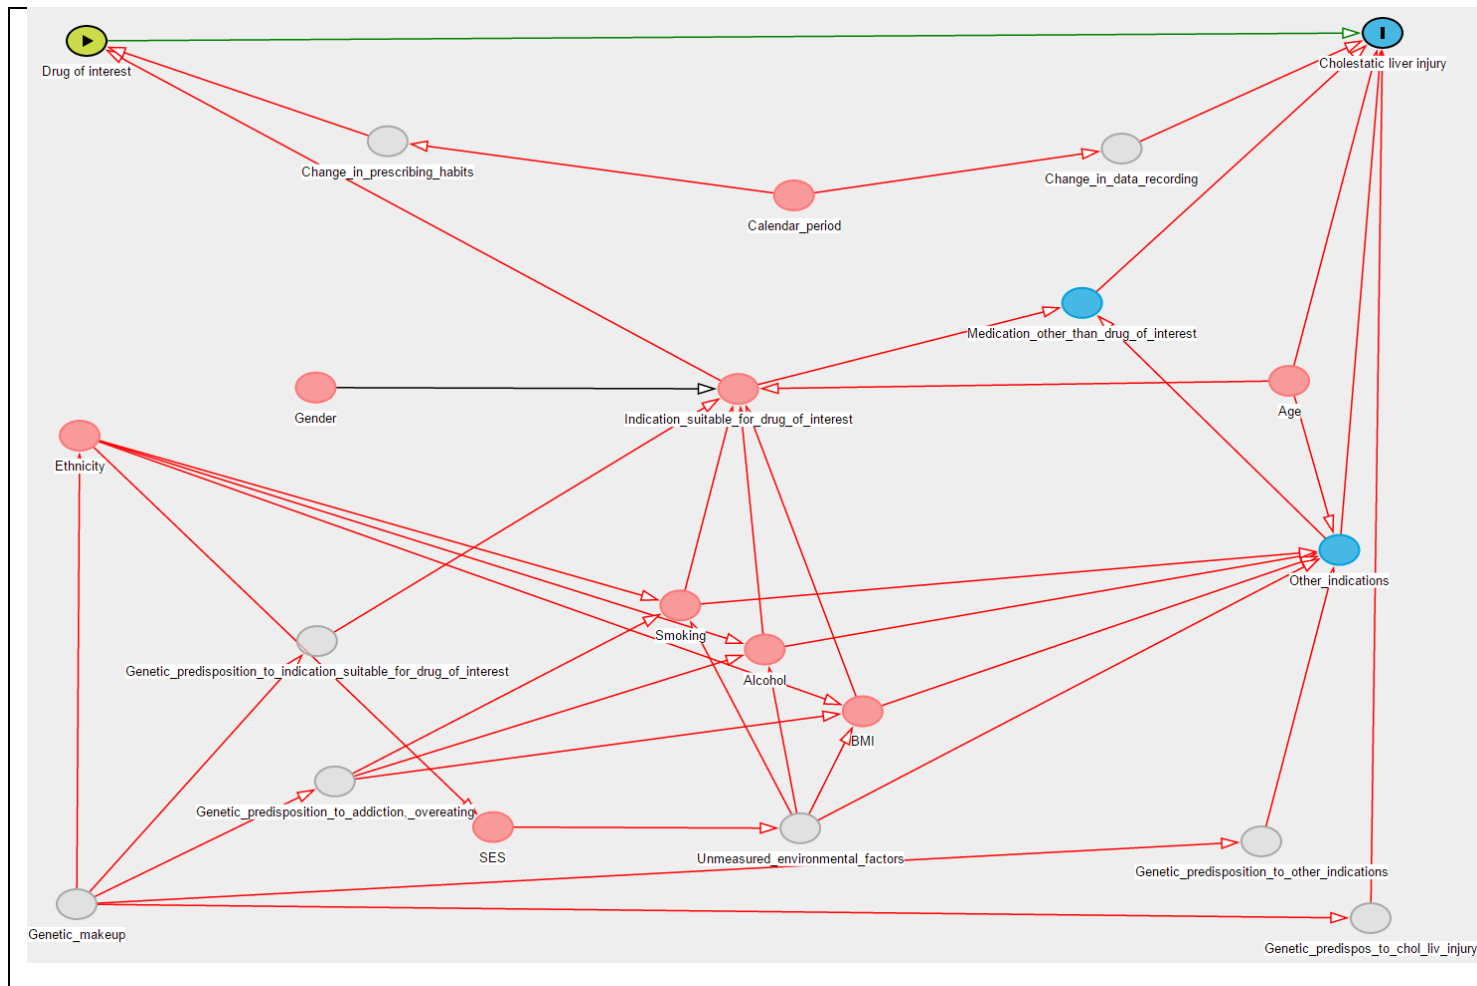 Drug of interest
Cholestatic liver injury
Change_in_prescribing_habits
Change_in_data_recording
Calendar_period
Medication_other_than_drug_of_interest
Gender
Indication_suitable_for_drug_of_interest
Age
Ethnicity
Other_indications
Smoking
Genetic_predisposition_to_indication_suitable_for_drug_of_interest
Alcohol
BMI
Genetic_predisposition_to_addiction,_overeating
SES
Unmeasured_environmental_factors
Genetic_predisposition_to_other_indications
Genetic_makeup
Genetic_predispos_to_chol_liv_injury